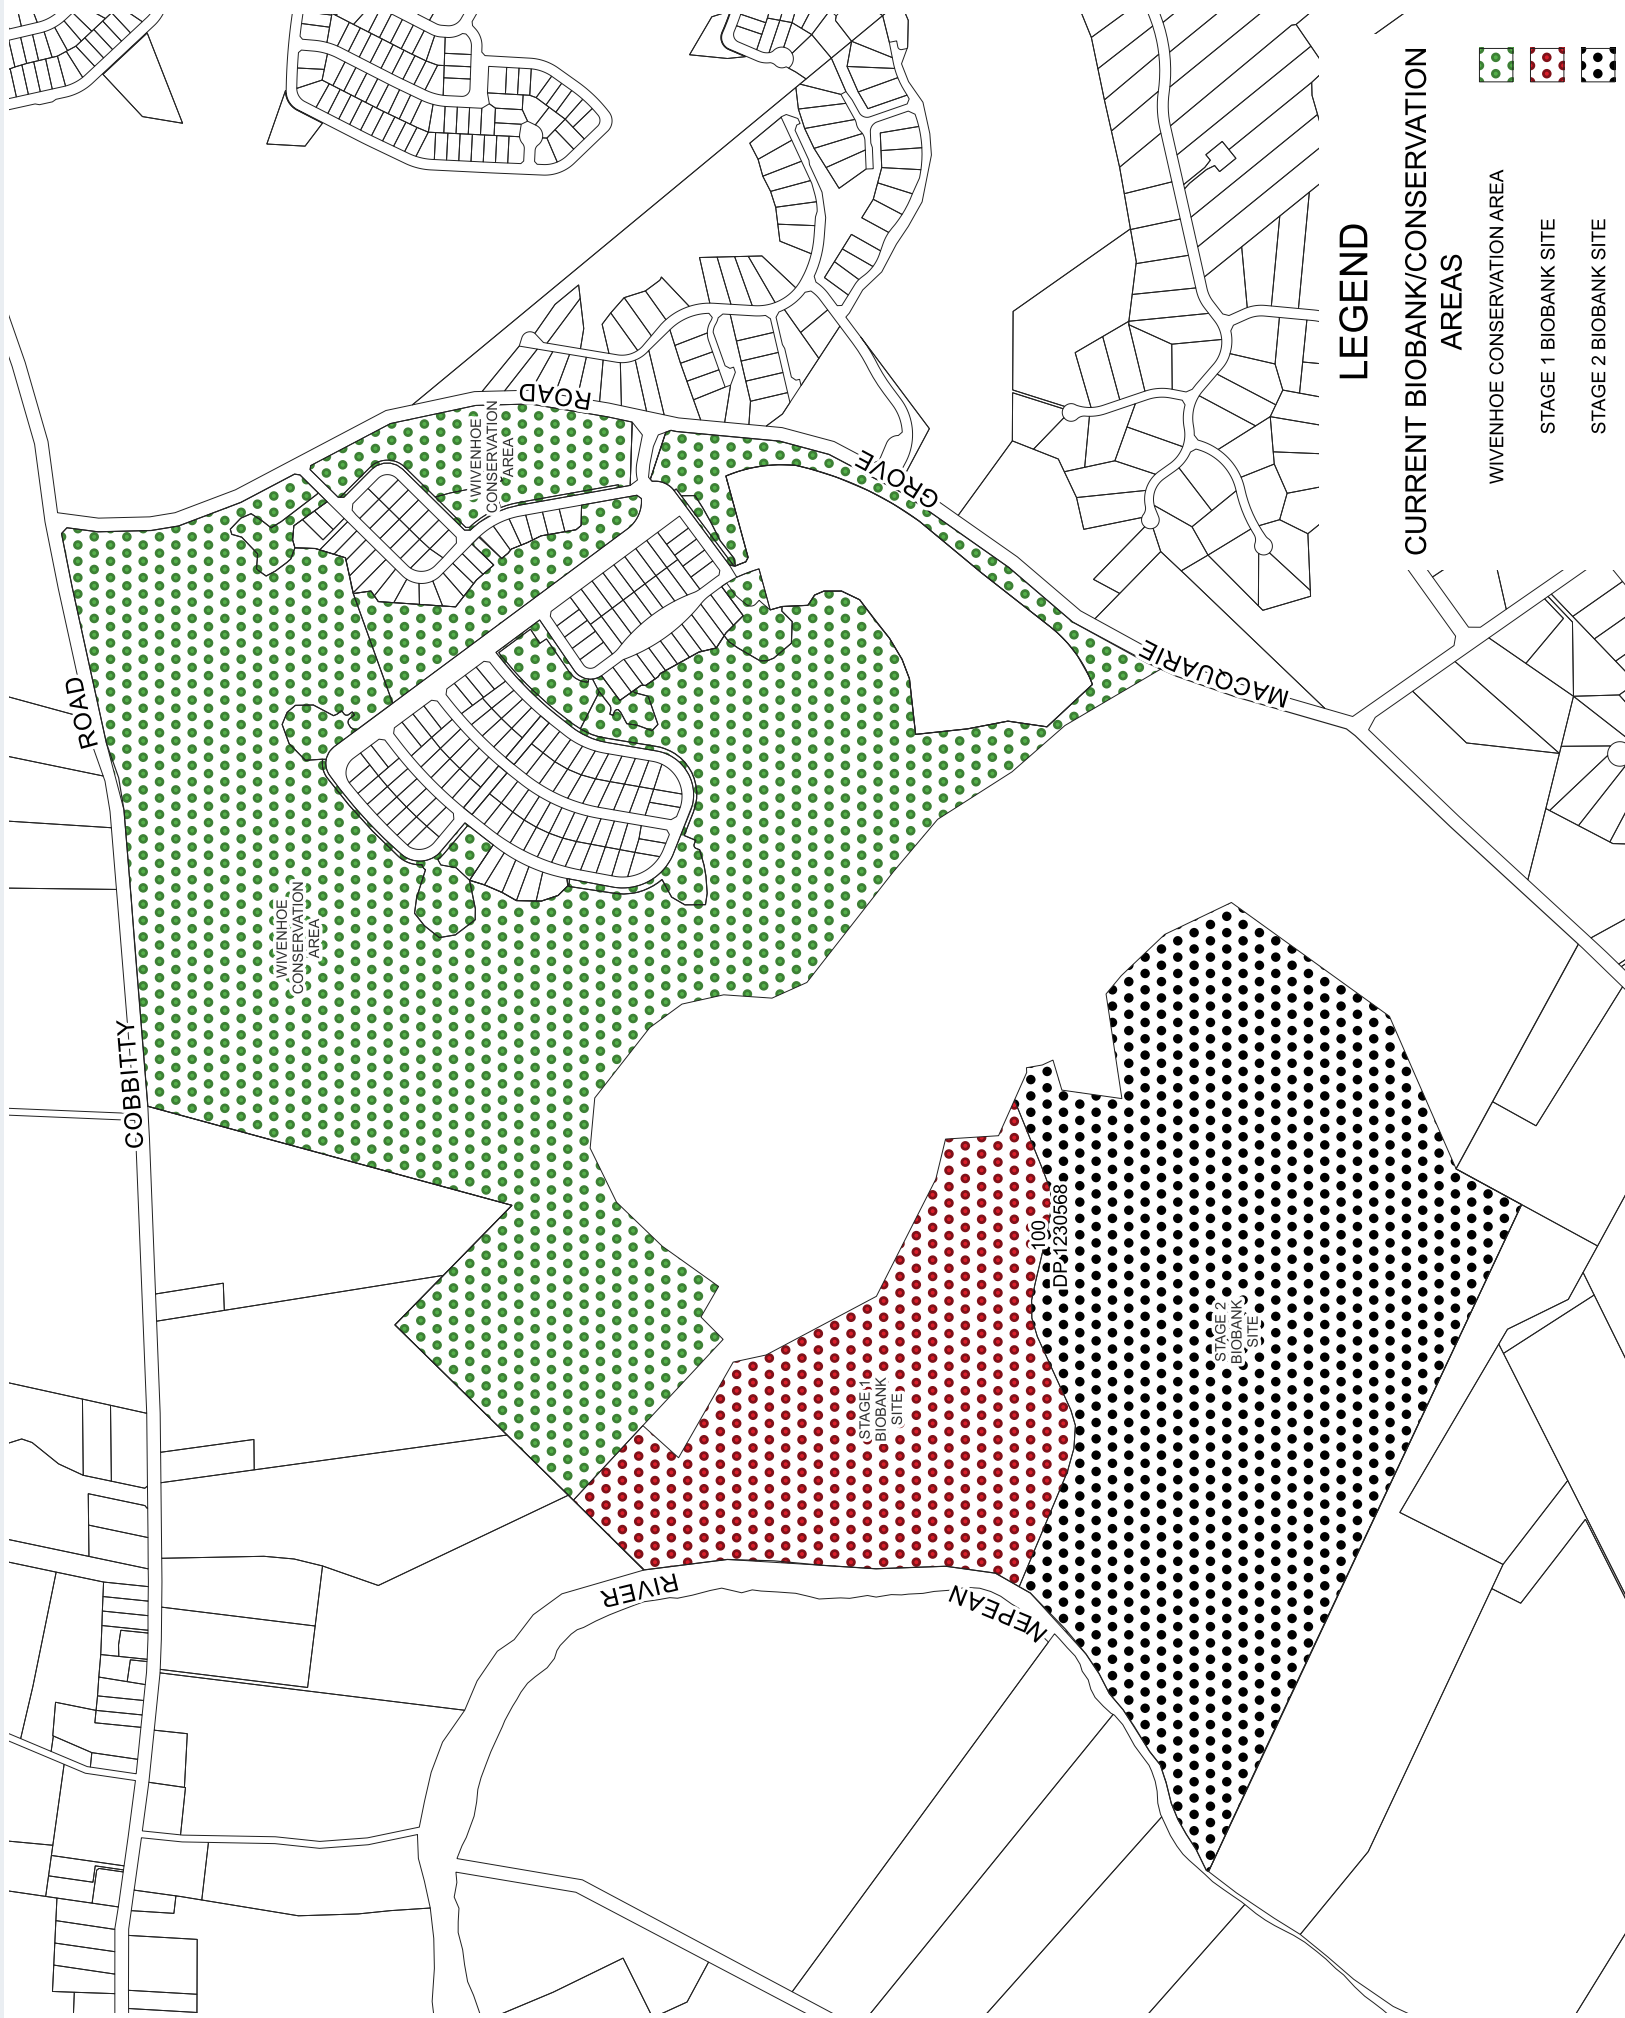 LEGEND
CURRENT BIOBANK/CONSERVATION
AREAS
WIVENHOE CONSERVATION AREA
STAGE 1 BIOBANK SITE
STAGE 2 BIOBANK SITE
COBBITTY
ROAD
MACQUARIE
GROVE
ROAD
WIVENHOE
CONSERVATION
AREA
WIVENHOE
CONSERVATION
AREA
100
DP 1230568
STAGE 1
BIOBANK
SITE
STAGE 2
BIOBANK
SITE
NEPEAN
RIVER